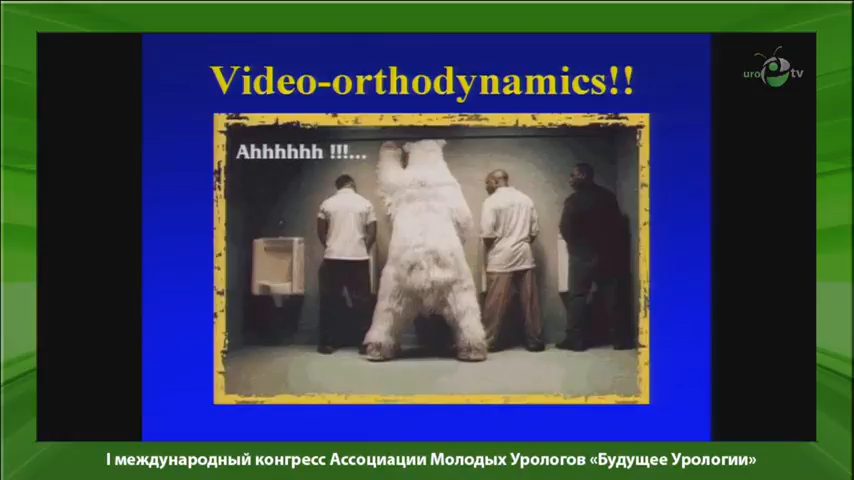 Video-orthodynamics!!
uro tv
Ahhhhhh !!!...
I международный конгресс Ассоциации Молодых Урологов «Будущее Урологии»